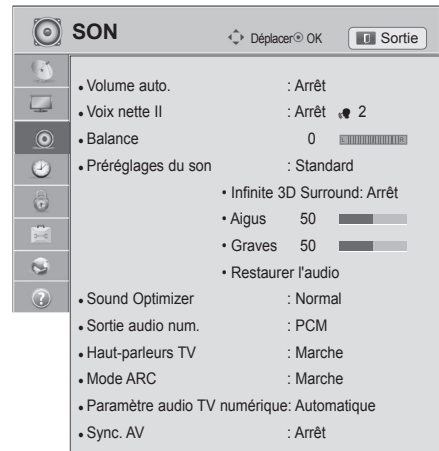 SON Déplacer OK Sortie
• Volume auto. : Arrêt
• Voix nette II : Arrêt 2
• Balance 0 L R
• Préréglages du son : Standard
• Infinite 3D Surround: Arrêt
• Aigus 50
• Graves 50
• Restaurer l'audio
• Sound Optimizer : Normal
• Sortie audio num. : PCM
• Haut-parleurs TV : Marche
• Mode ARC : Marche
• Paramètre audio TV numérique: Automatique
• Sync. AV : Arrêt